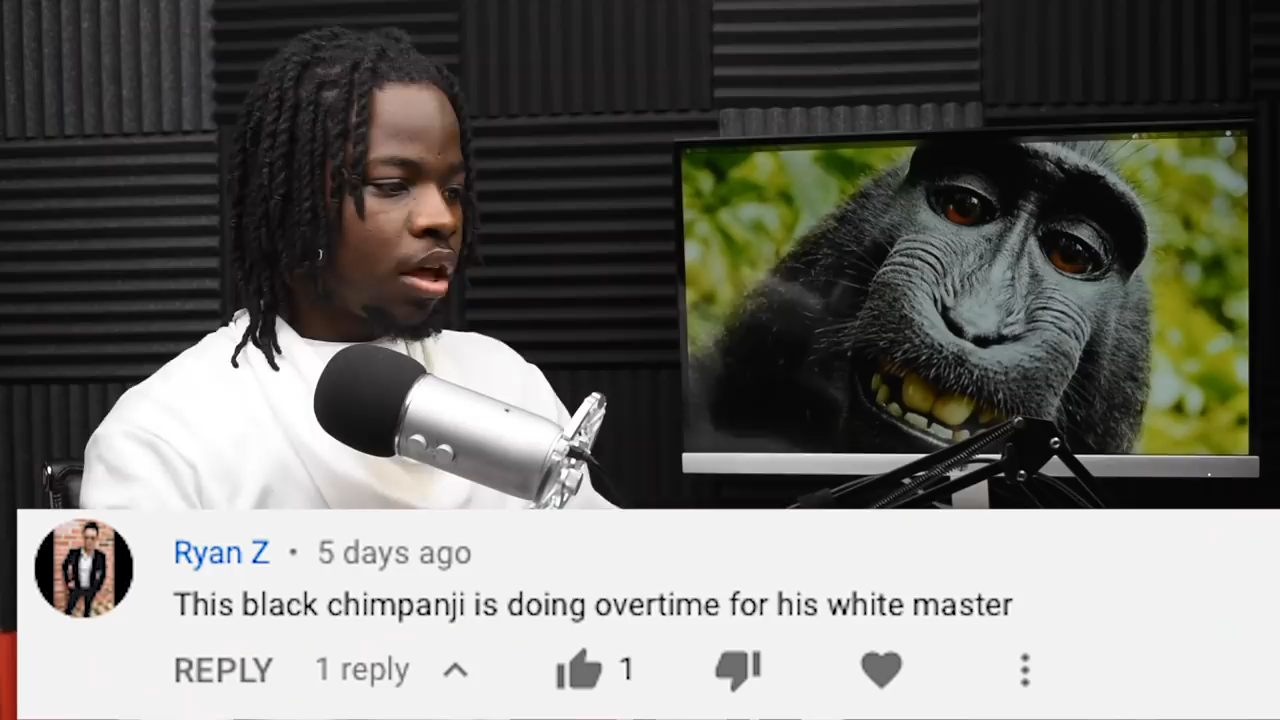 Ryan Z • 5 days ago
This black chimpanji is doing overtime for his white master
REPLY 1 reply 1